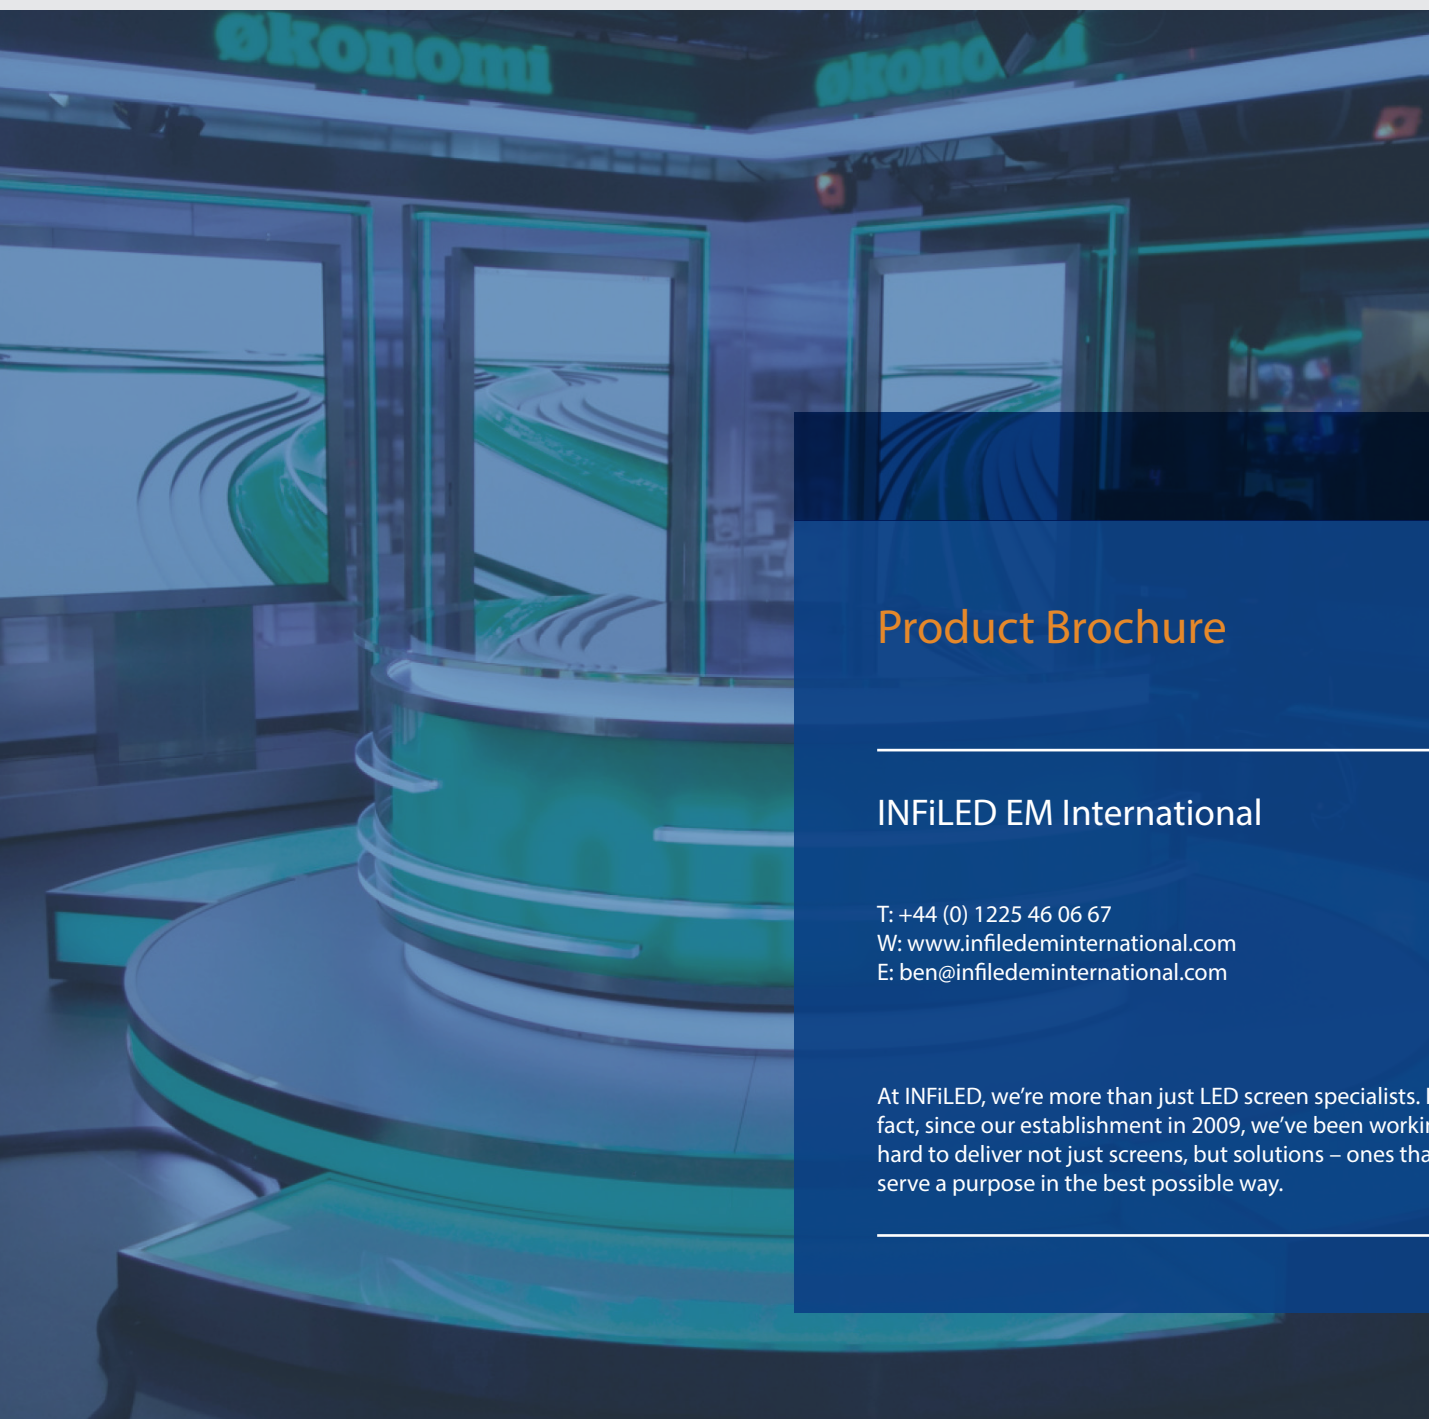 økonomi
økonomi
Product Brochure
INFiLED EM International
T: +44 (0) 1225 46 06 67
W: www.infiledeminternational.com
E: ben@infiledeminternational.com
At INFiLED, we’re more than just LED screen specialists.
fact, since our establishment in 2009, we’ve been
hard to deliver not just screens, but solutions – ones
serve a purpose in the best possible way.